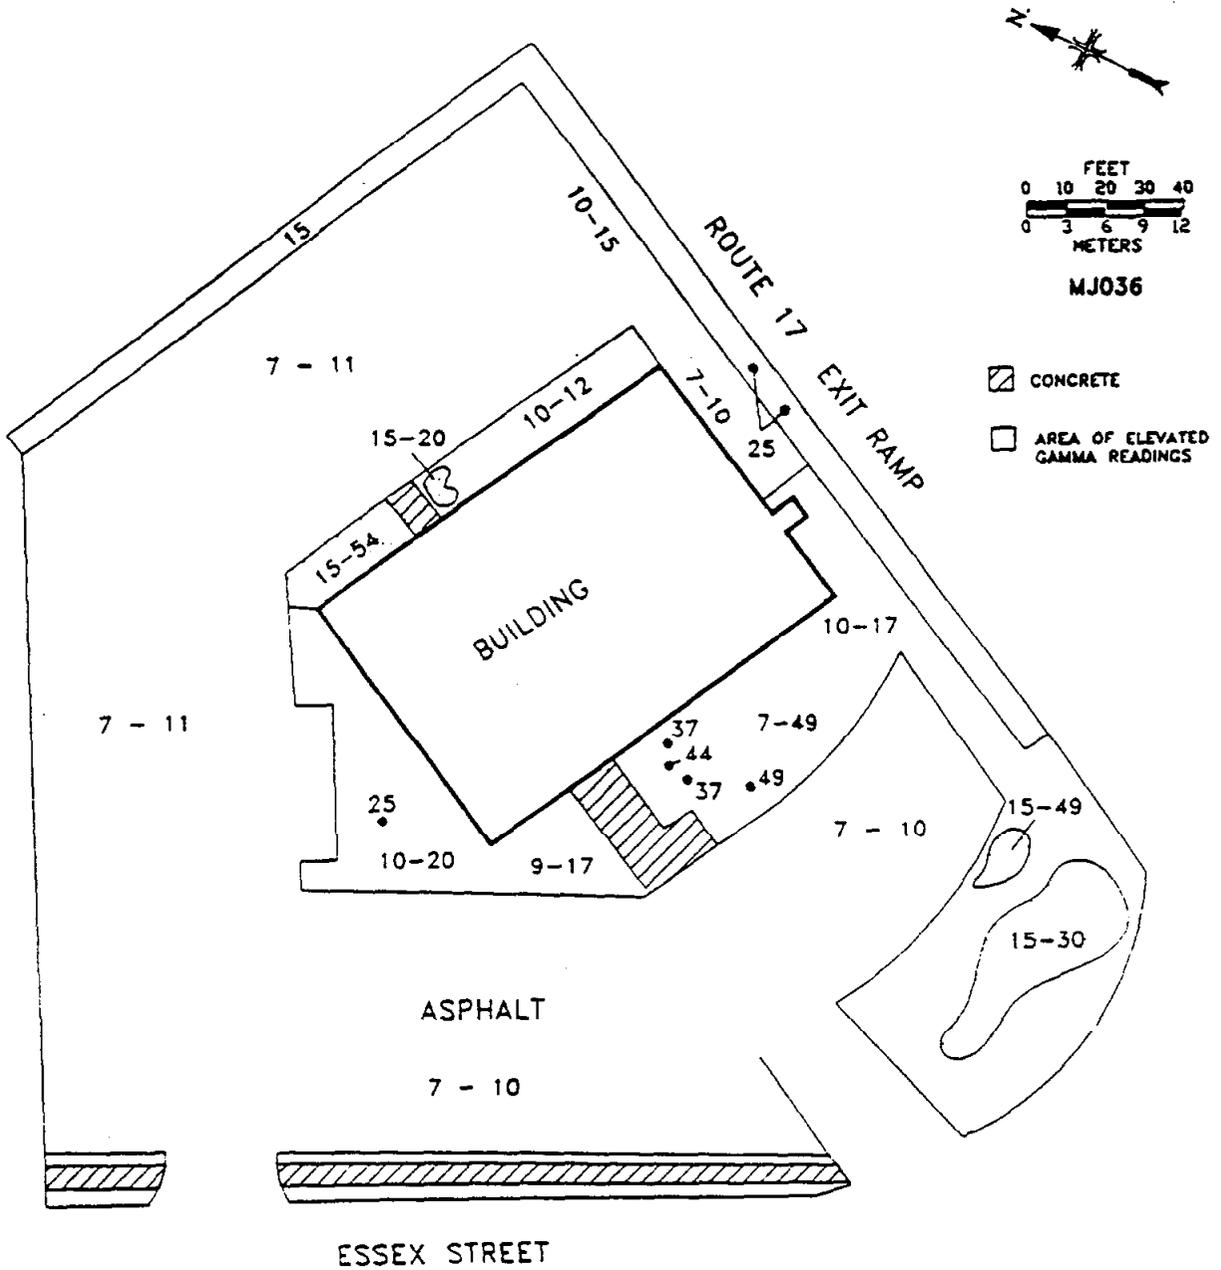 N.
FEET
0 10 20 30 40
0 3 6 9 12
METERS
MJ036
CONCRETE
AREA OF ELEVATED
GAMMA READINGS
ROUTE 17 EXIT RAMP
15
10-15
7 - 11
10-12
7-10
25
15-20
15-54
BUILDING
10-17
7 - 11
37
44
37
49
7-49
25
10-20
9-17
7 - 10
15-49
15-30
ASPHALT
7 - 10
ESSEX STREET